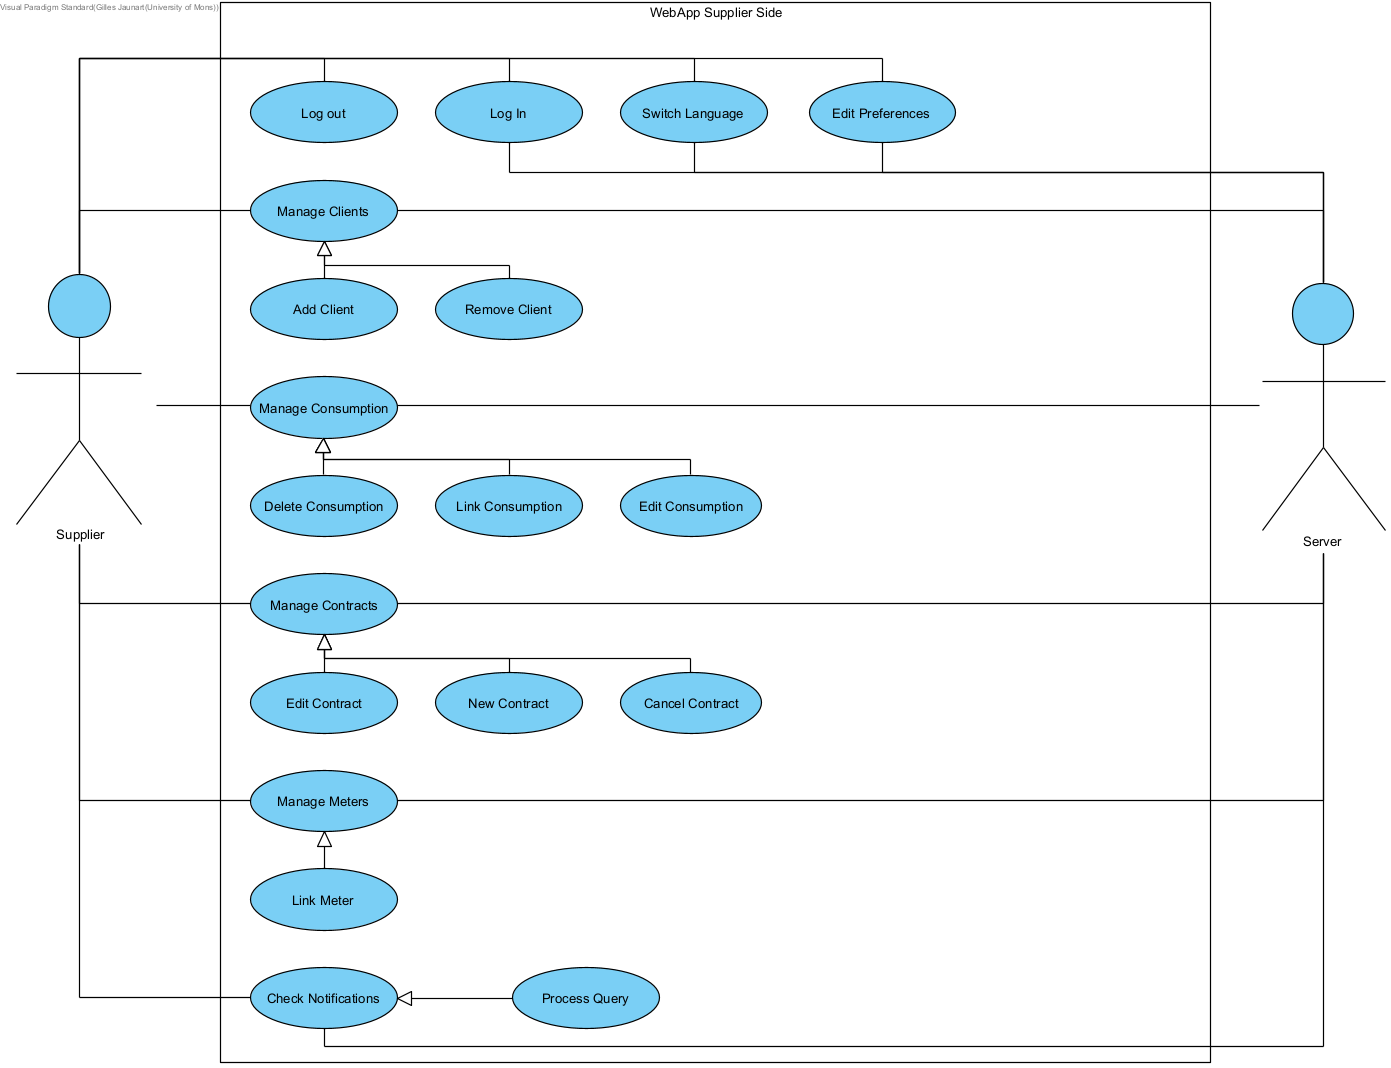 Visual Paradigm Standard(Gilles Jaunart(University of Mons))
WebApp Supplier Side
Log out
Log In
Switch Language
Edit Preferences
Manage Clients
Add Client
Remove Client
Manage Consumption
Delete Consumption
Link Consumption
Edit Consumption
Supplier
Server
Manage Contracts
Edit Contract
New Contract
Cancel Contract
Manage Meters
Link Meter
Check Notifications
Process Query